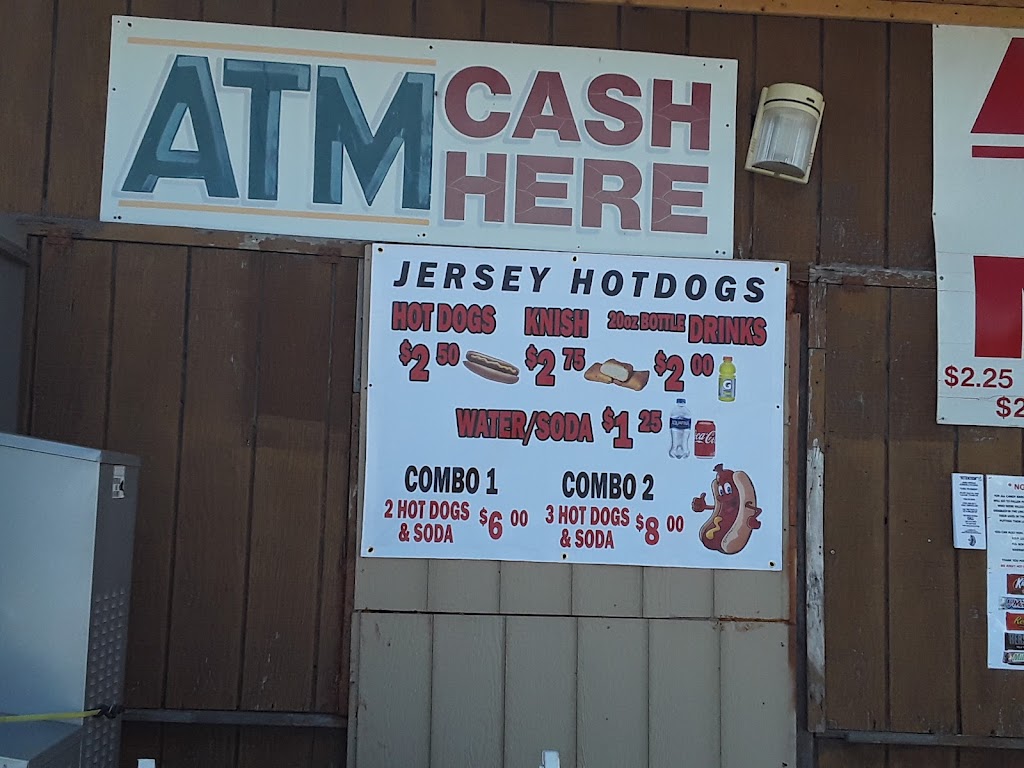 ATM CASH
HERE
JERSEY HOTDOGS
HOT DOGS KNISH 20oz BOTTLE DRINKS
$2 50 $2 75 $2 00
WATER/SODA $1 25
COMBO 1 COMBO 2
2 HOT DOGS & SODA $6 00
3 HOT DOGS & SODA $8 00
$2.25